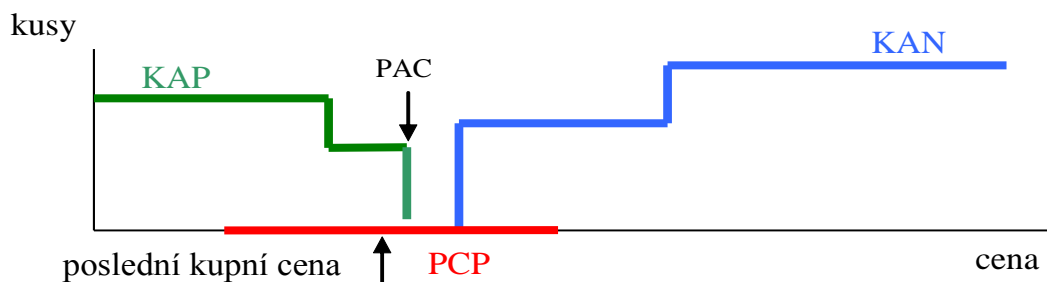 kusy
KAN
KAP
PAC
poslední kupní cena
PCP
cena